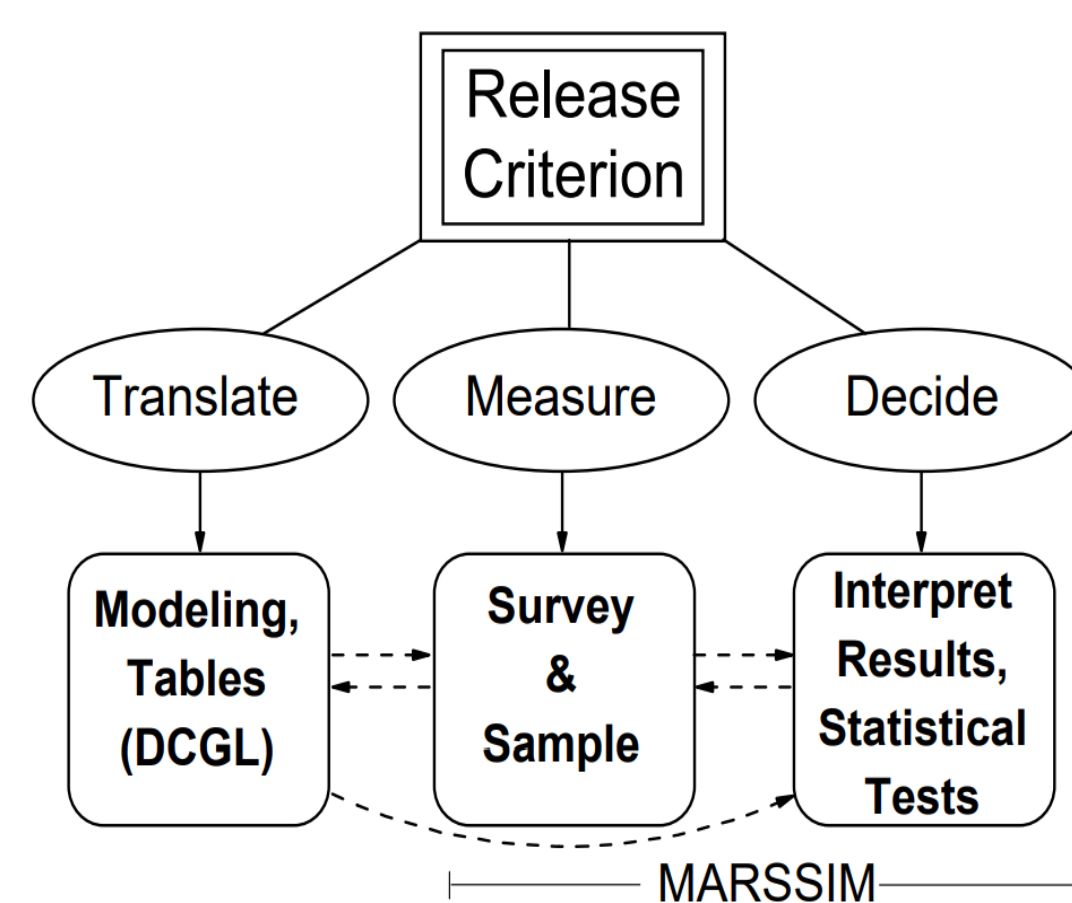 Release
Criterion
Translate
Measure
Decide
Modeling,
Tables
(DCGL)
Survey
&
Sample
Interpret
Results,
Statistical
Tests
MARSSIM